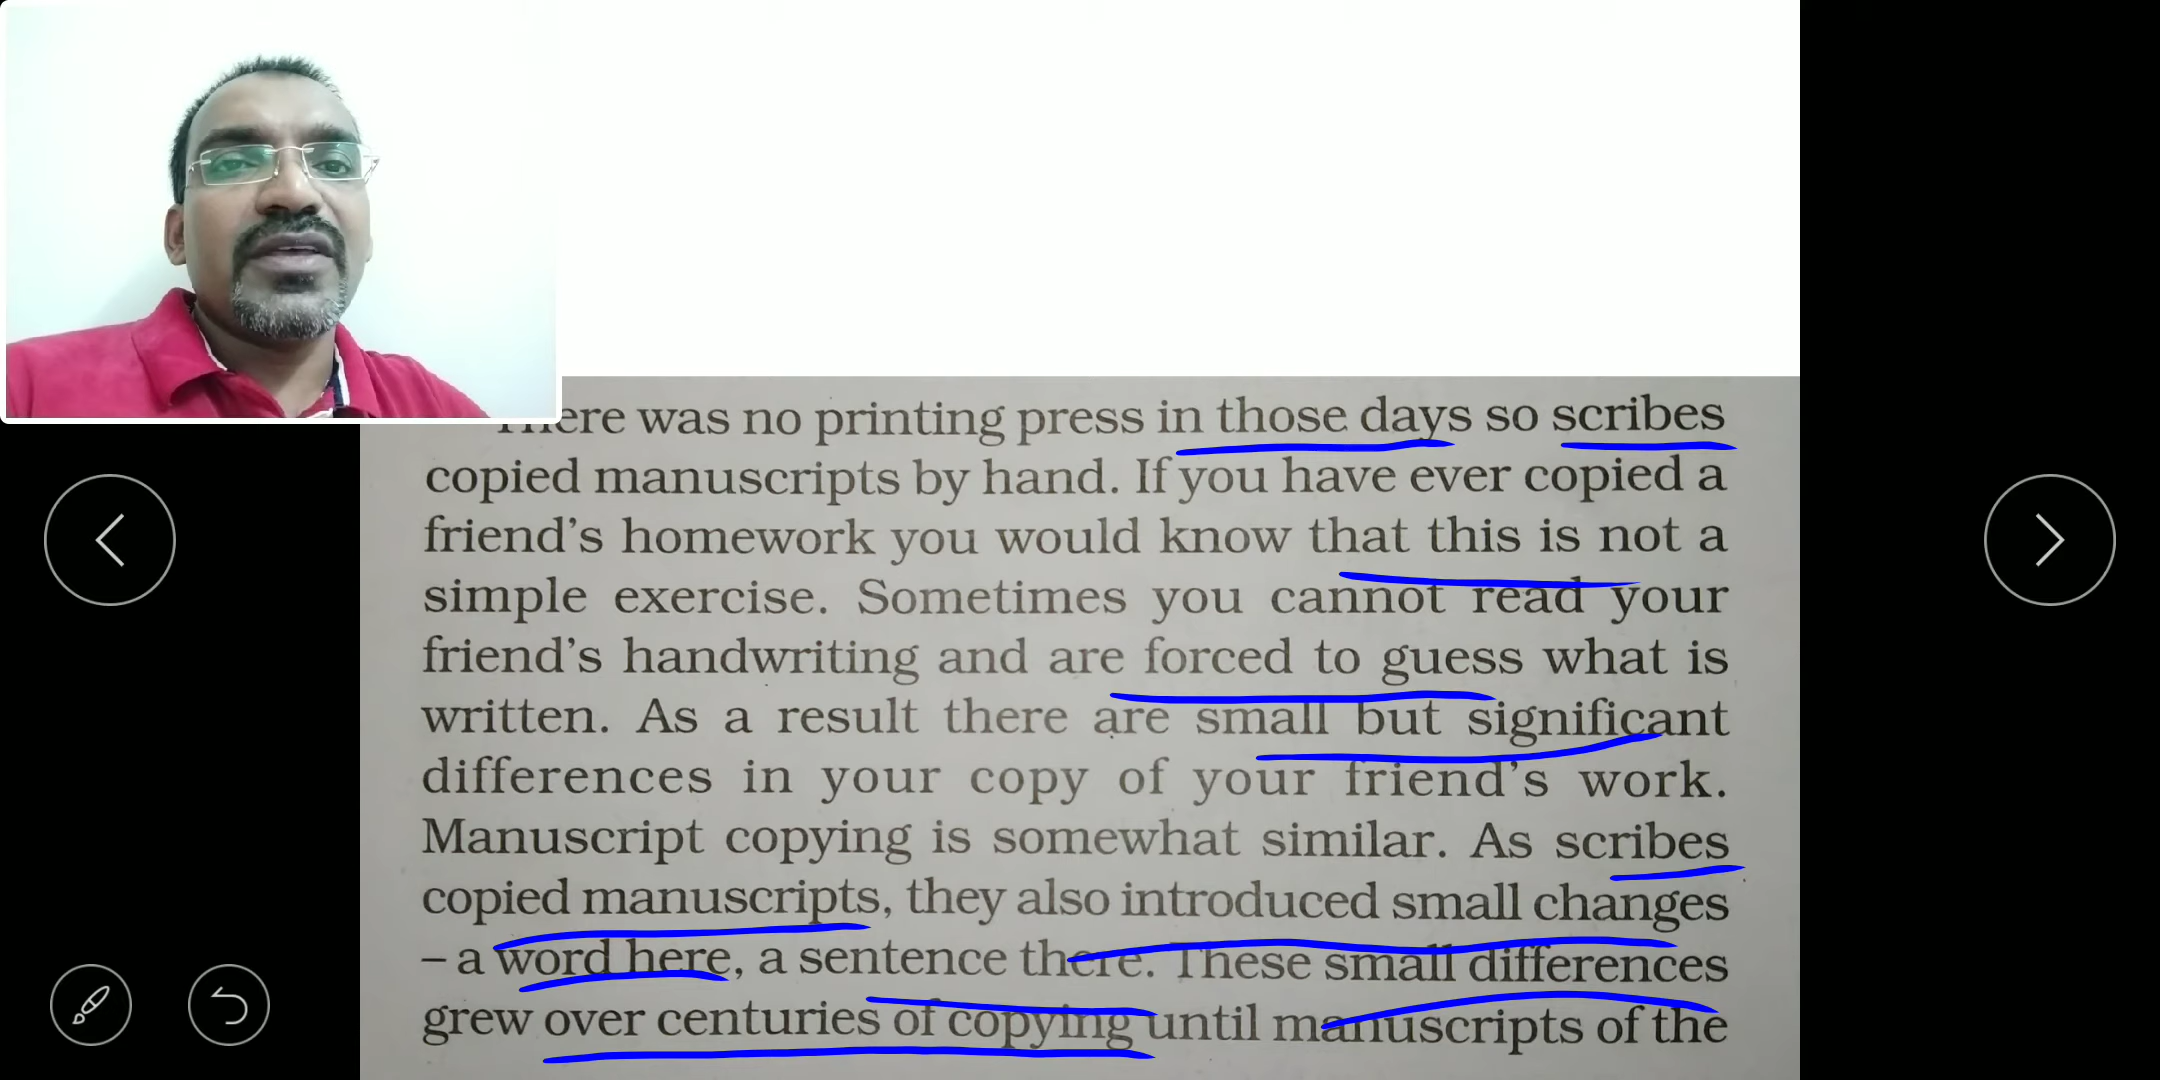 There was no printing press in those days so scribes
copied manuscripts by hand. If you have ever copied a
friend's homework you would know that this is not a
simple exercise. Sometimes you cannot read your
friend's handwriting and are forced to guess what is
written. As a result there are small but significant
differences in your copy of your friend's work.
Manuscript copying is somewhat similar. As scribes
copied manuscripts, they also introduced small changes
– a word here, a sentence there. These small differences
grew over centuries of copying until manuscripts of the